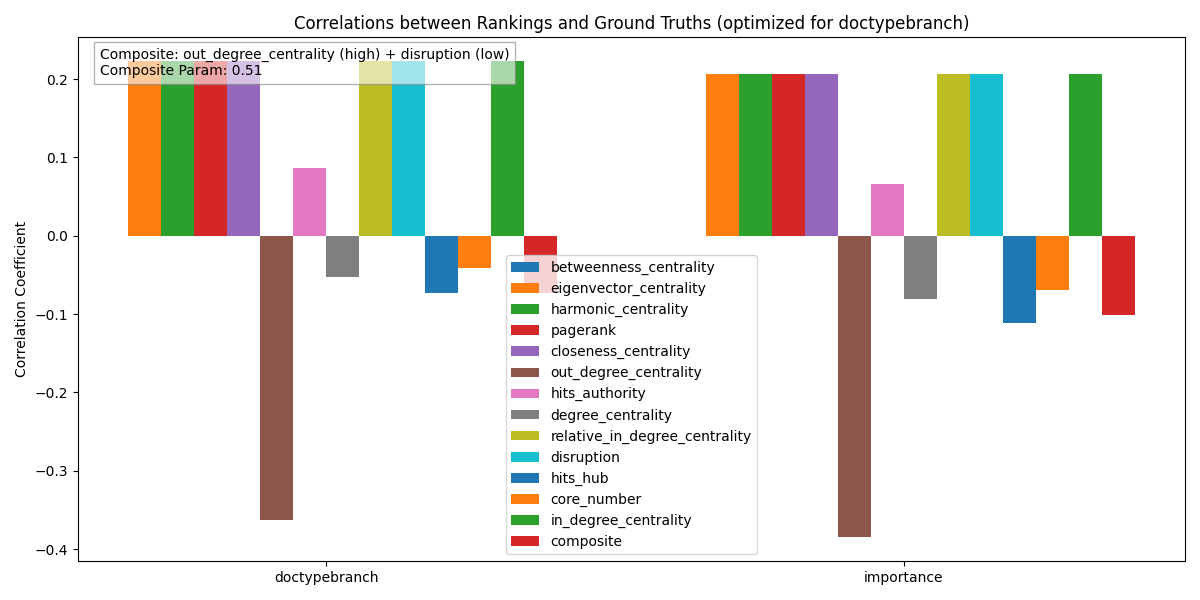 Correlations between Rankings and Ground Truths (optimized for doctypebranch)
Composite: out_degree_centrality (high) + disruption (low)
Composite Param: 0.51
Correlation Coefficient
0.2
0.1
0.0
−0.1
−0.2
−0.3
−0.4
betweenness_centrality
eigenvector_centrality
harmonic_centrality
pagerank
closeness_centrality
out_degree_centrality
hits_authority
degree_centrality
relative_in_degree_centrality
disruption
hits_hub
core_number
in_degree_centrality
composite
doctypebranch
importance